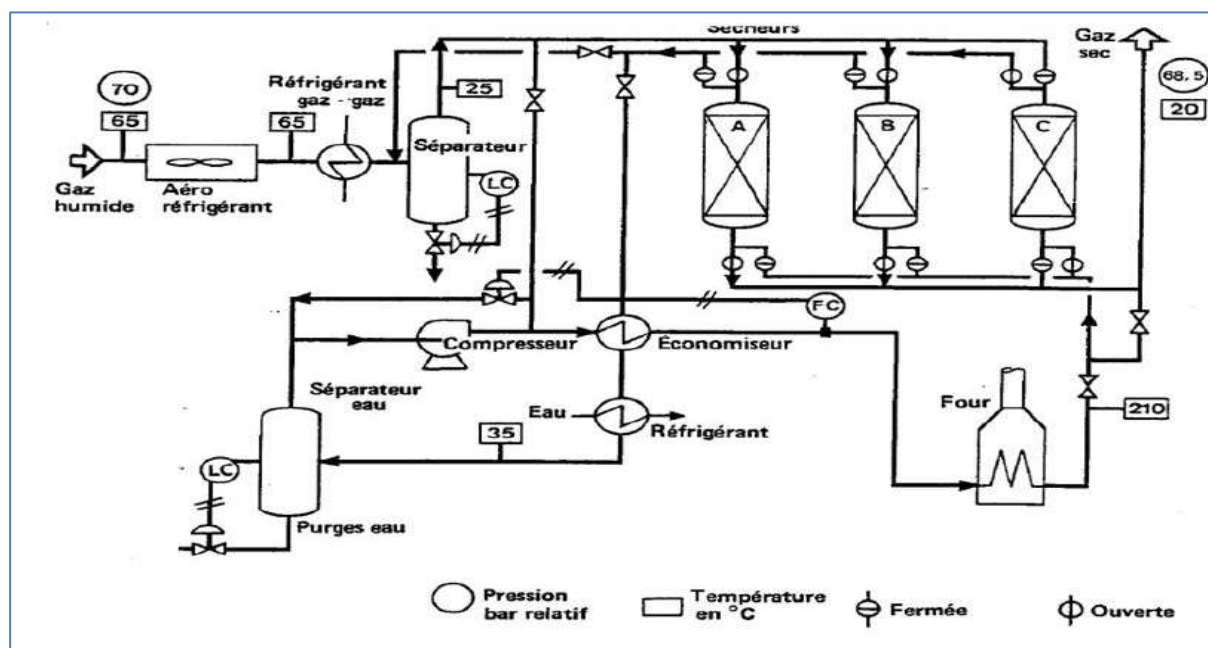 Sécheurs
Gaz
sec
70
65
65
Réfrigérant
gaz - gaz
25
68,5
20
Séparateur
A
B
C
LC
Gaz
humide
Aéro
réfrigérant
FC
Compresseur
Économiseur
Séparateur
eau
Four
Eau
Réfrigérant
210
35
LC
Purges eau
Pression
bar relatif
Température
en °C
Fermée
Ouverte